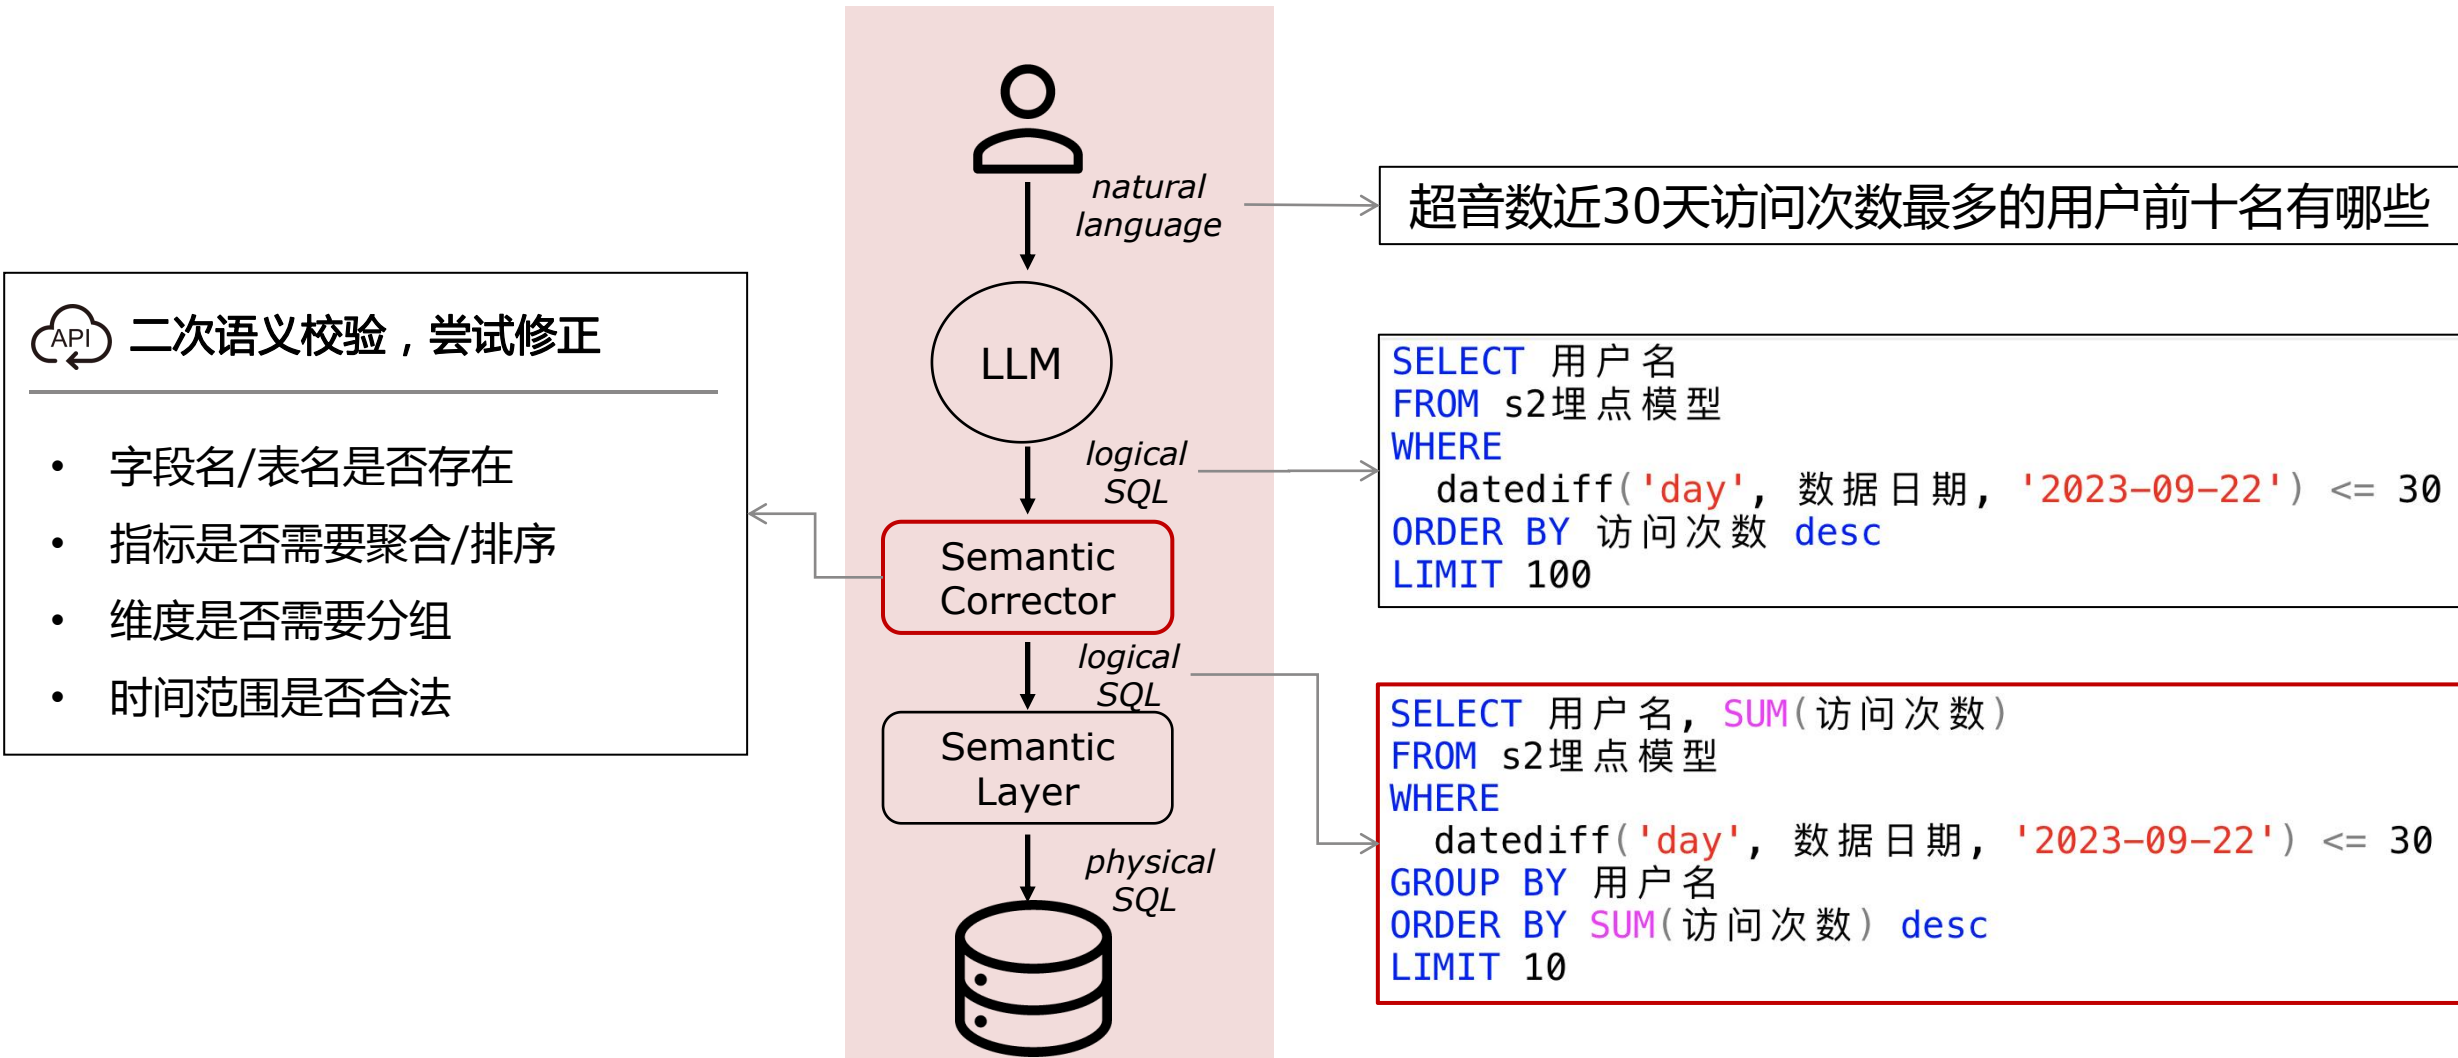 natural
language
超音数近30天访问次数最多的用户前十名有哪些
API
二次语义校验，尝试修正
字段名/表名是否存在
指标是否需要聚合/排序
维度是否需要分组
时间范围是否合法
LLM
logical
SQL
SELECT 用户名
FROM s2埋点模型
WHERE
datediff('day', 数据日期, '2023-09-22') <= 30
ORDER BY 访问次数 desc
LIMIT 100
Semantic
Corrector
logical
SQL
Semantic
Layer
SELECT 用户名, SUM(访问次数)
FROM s2埋点模型
WHERE
datediff('day', 数据日期, '2023-09-22') <= 30
GROUP BY 用户名
ORDER BY SUM(访问次数) desc
LIMIT 10
physical
SQL